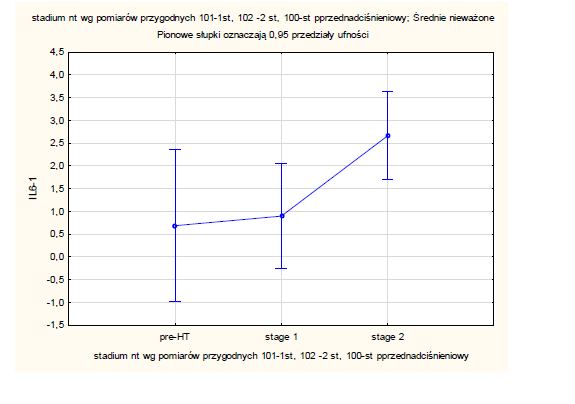 stadium nt wg pomiarów przygodnych 101-1st, 102 -2 st, 100-st pprzednadciśnieniowy; Średnie nieważone
Pionowe słupki oznaczają 0,95 przedziały ufności
4,5
4,0
3,5
3,0
2,5
2,0
1,5
1,0
0,5
0,0
-0,5
-1,0
-1,5
IL6-1
pre-HT stage 1 stage 2
stadium nt wg pomiarów przygodnych 101-1st, 102 -2 st, 100-st pprzednadciśnieniowy